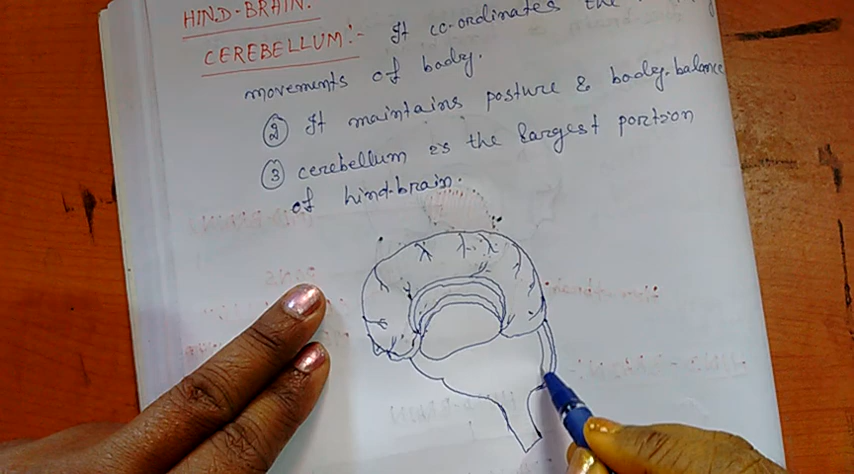 HIND-BRAIN.
CEREBELLUM:- It co-ordinates the
movements of body.
② It maintains posture & body-balance
③ cerebellum is the largest portion
of hind-brain.